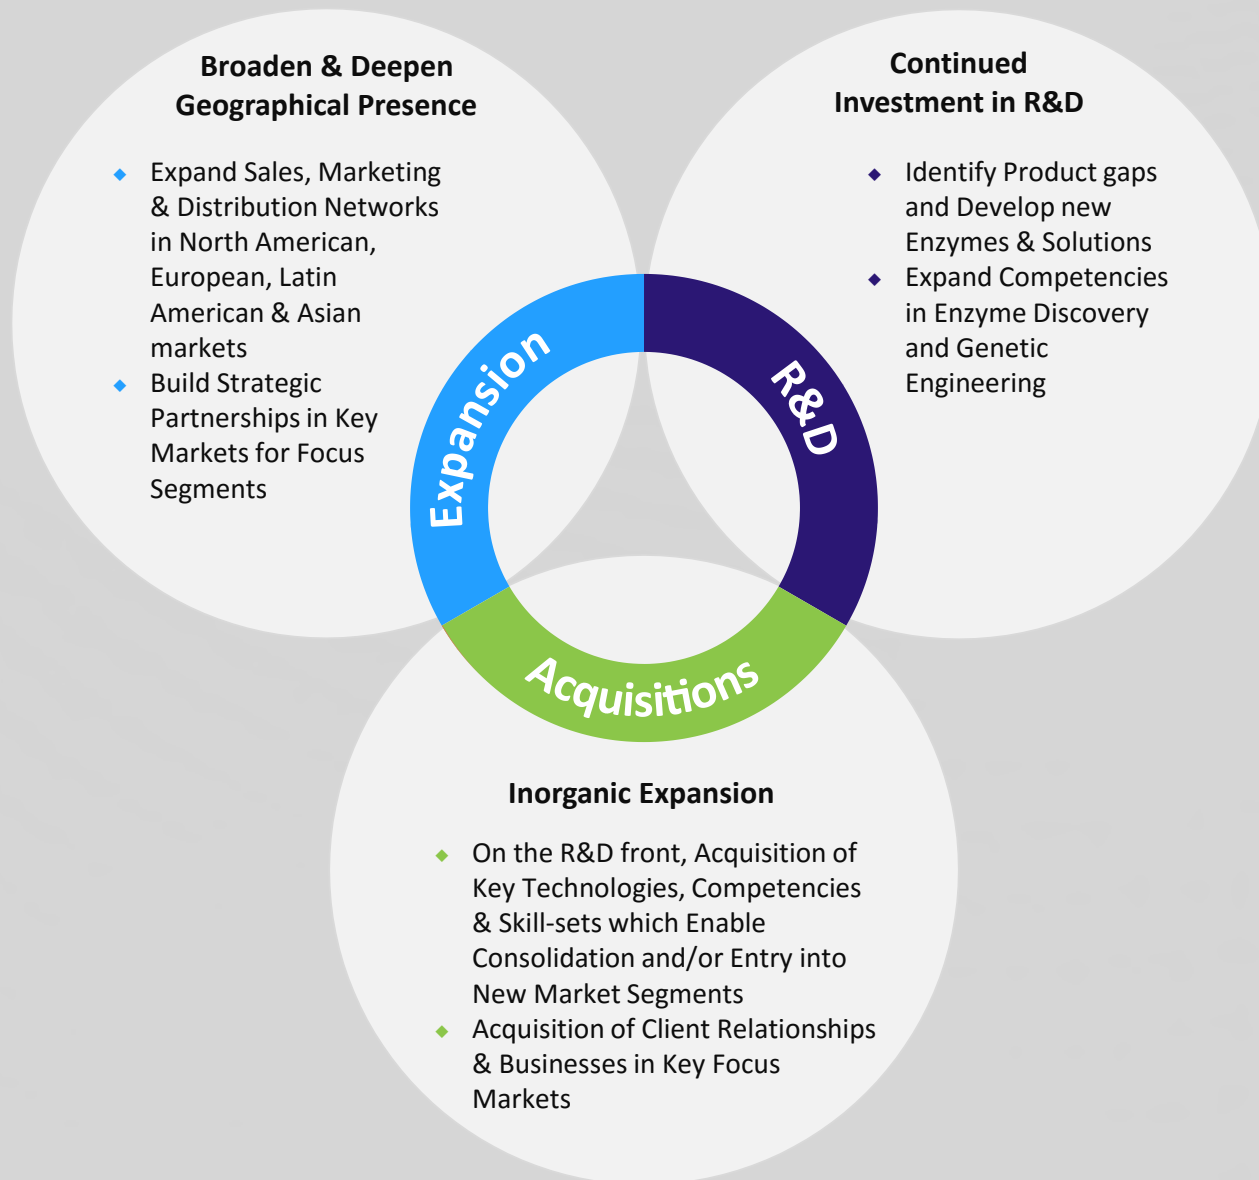 Broaden & Deepen
Geographical Presence
Expand Sales, Marketing
& Distribution Networks
in North American,
European, Latin
American & Asian
markets
Build Strategic
Partnerships in Key
Markets for Focus
Segments
Continued
Investment in R&D
Identify Product gaps
and Develop new
Enzymes & Solutions
Expand Competencies
in Enzyme Discovery
and Genetic
Engineering
Expansion
R&D
Acquisitions
Inorganic Expansion
On the R&D front, Acquisition of
Key Technologies, Competencies
& Skill-sets which Enable
Consolidation and/or Entry into
New Market Segments
Acquisition of Client Relationships
& Businesses in Key Focus
Markets